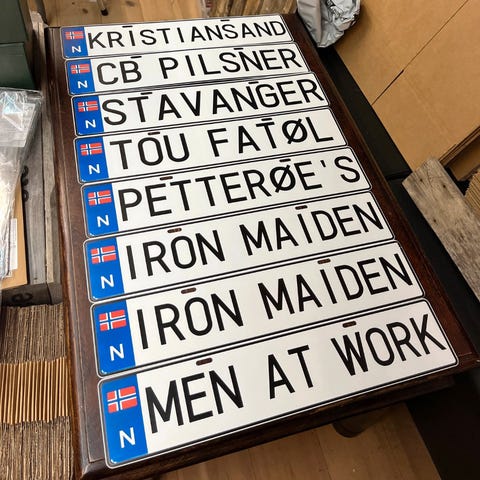 N KRISTIANSAND
N CB PILSNER
N STAVANGER
N TOU FATØL
N PETTERØE'S
N IRON MAIDEN
N IRON MAIDEN
N MEN AT WORK